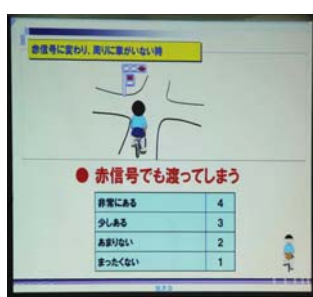 赤信号に変わり、周りに車がいない時
● 赤信号でも渡ってしまう
非常にある 4
少しある 3
あまりない 2
まったくない 1